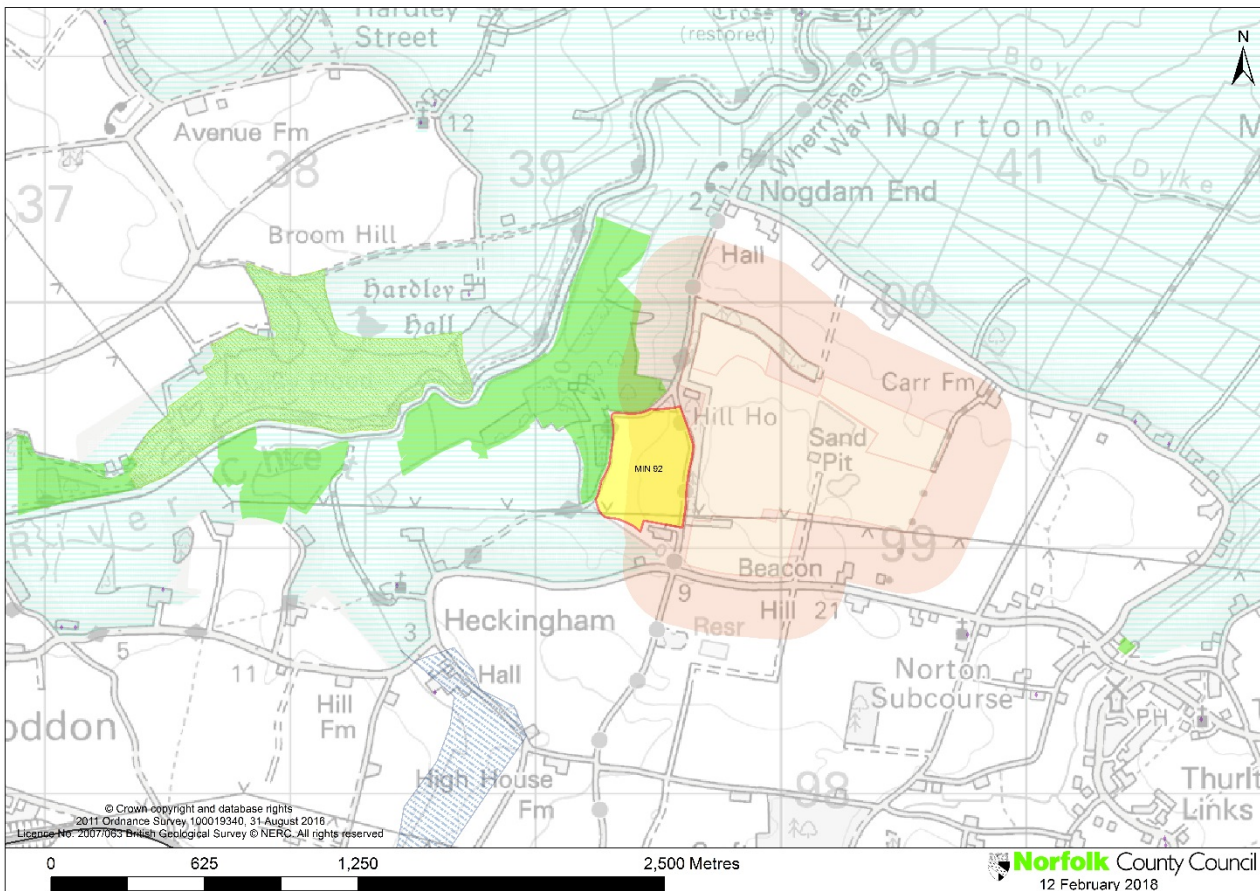 Hardley
Street
Cross
(restored)
N
01
Boyce's Dyke
Wherryman's
Way
Norton
Avenue Fm
12
38
39
41
37
Nogdam End
2
Broom Hill
Hall
Hardley
Hall
00
Carr Fm
Hill Ho
Sand
Pit
MIN 92
River
99
Beacon
9
Hill 21
Heckingham
Resr
3
5
11
Hall
Norton
Subcourse
2
PH
Hill
Fm
oddon
High House
Fm
98
Thurlt
Links
© Crown copyright and database rights
2011 Ordnance Survey 100019340, 31 August 2016
Licence No. 2007/063 British Geological Survey © NERC. All rights reserved
0 625 1,250 2,500 Metres
Norfolk County Council
12 February 2018